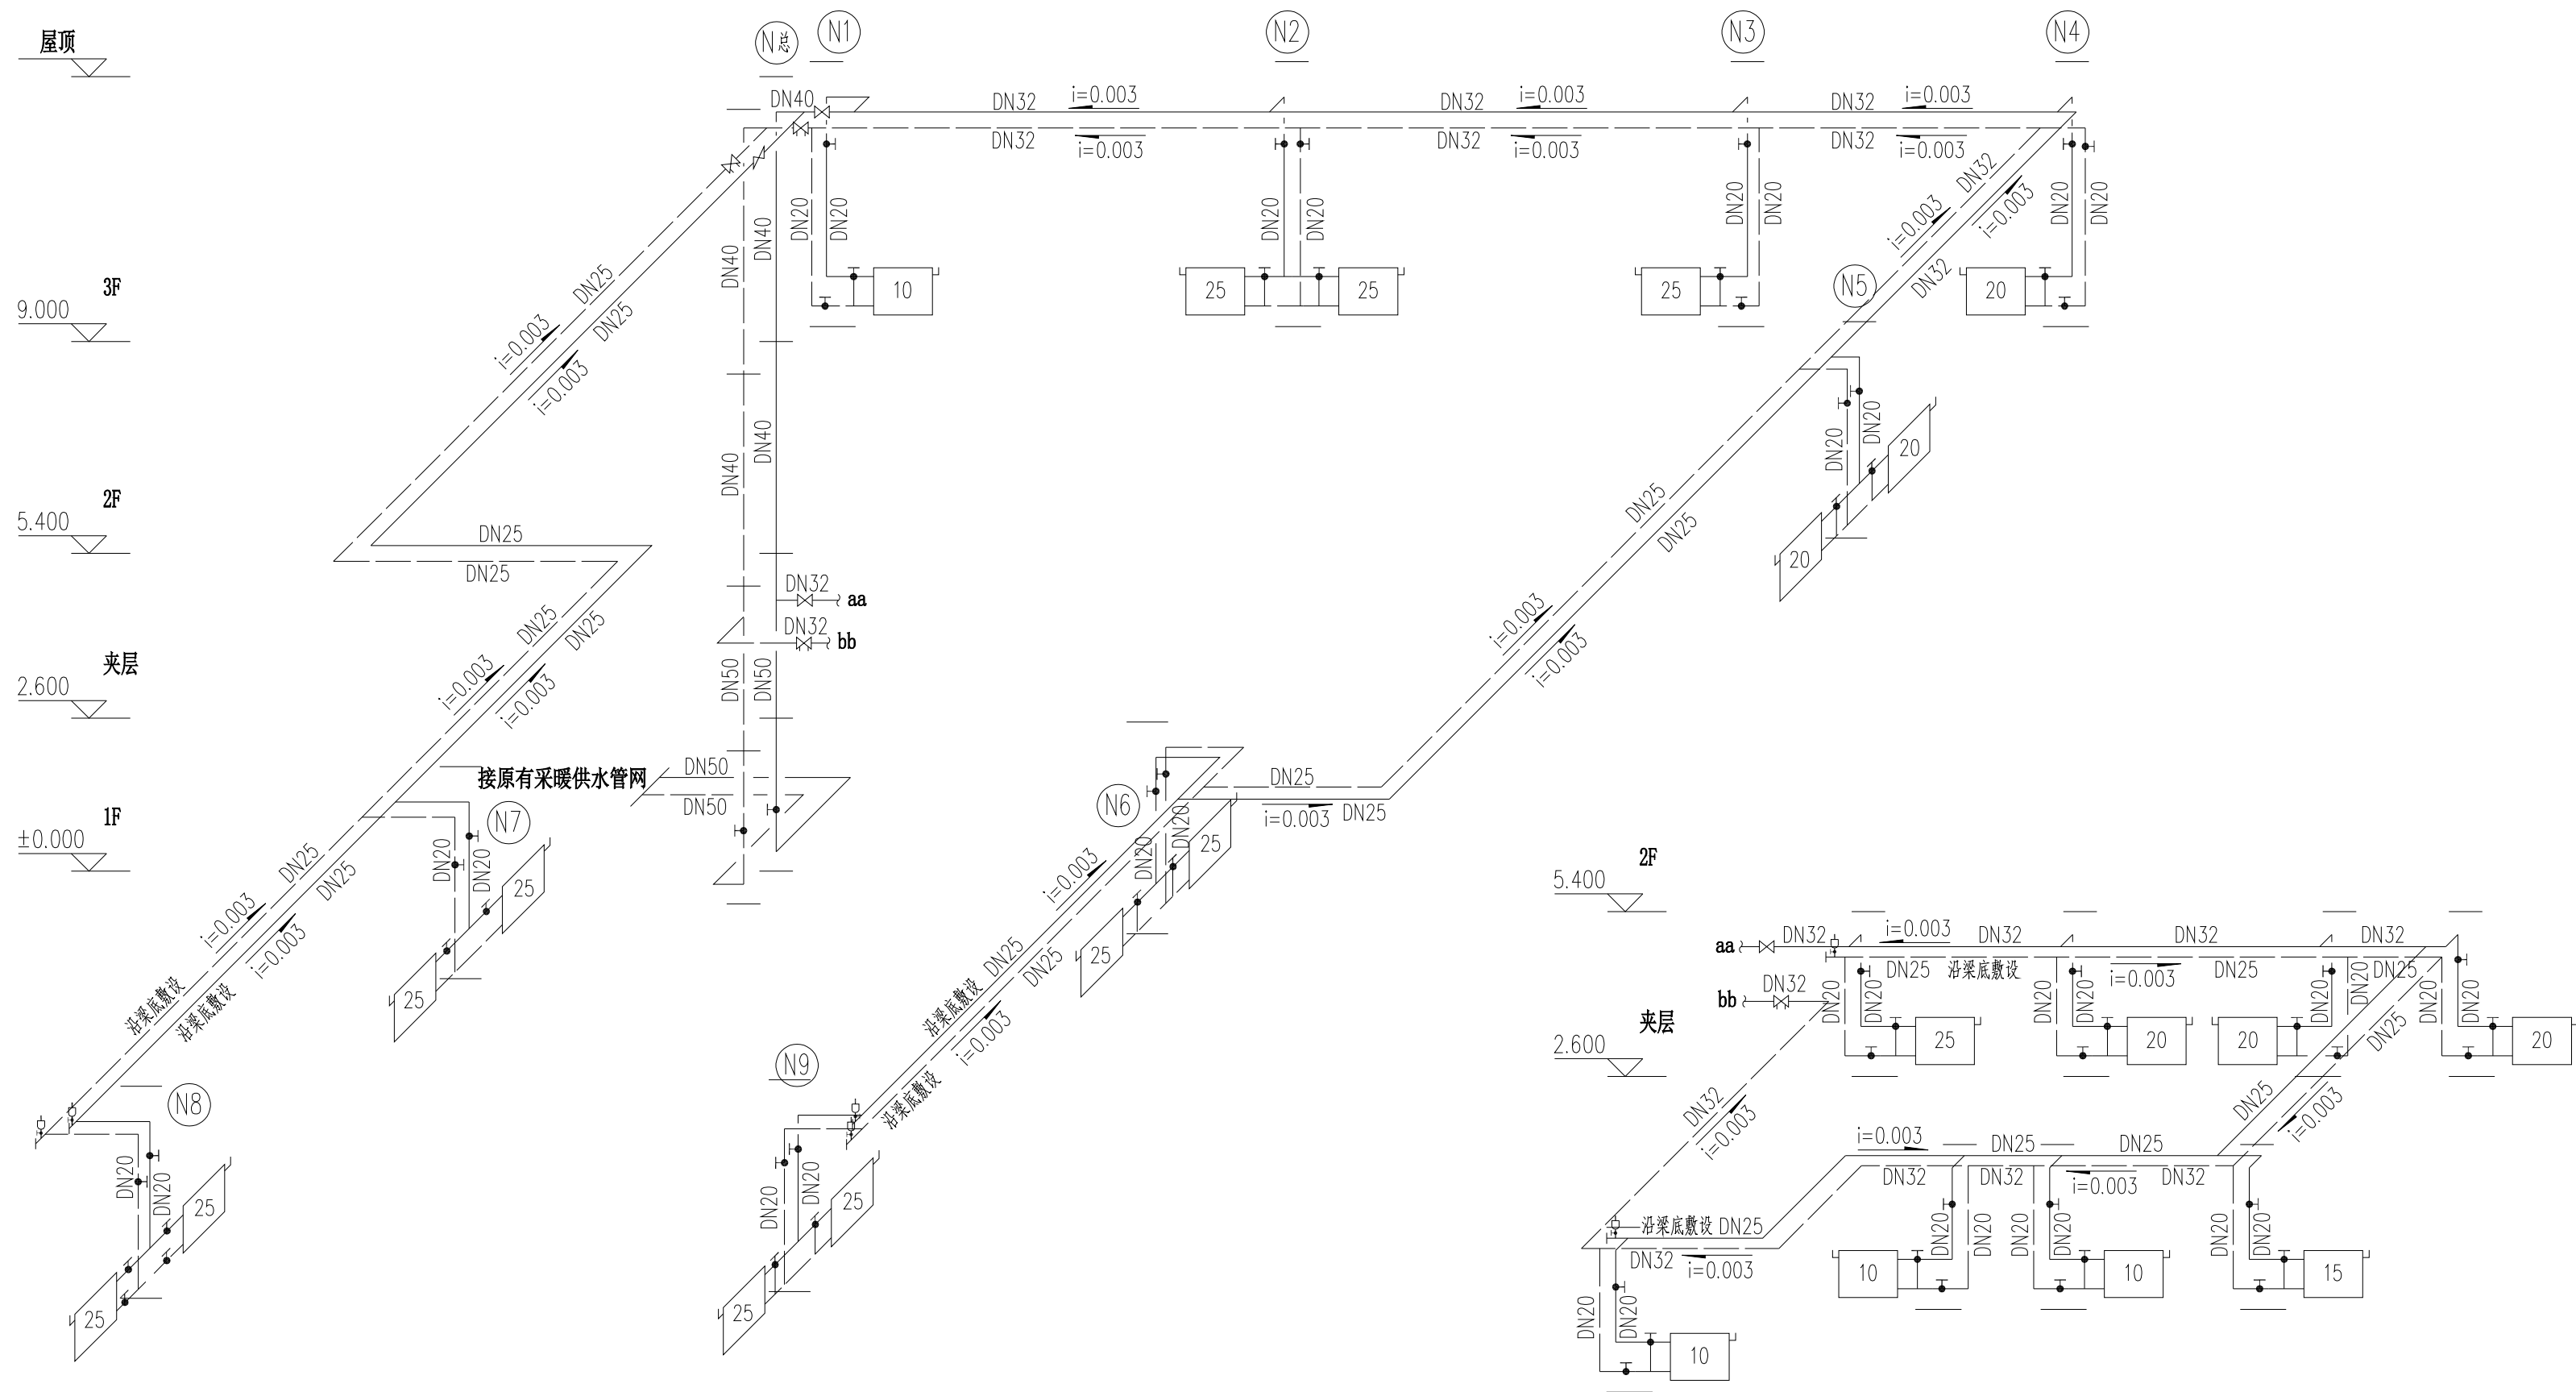 屋顶
N总
N1
N2
N3
N4
DN40
DN32
i=0.003
DN32
i=0.003
DN32
i=0.003
DN32
i=0.003
DN32
i=0.003
DN32
i=0.003
DN20
DN20
DN20
DN20
DN20
DN20
DN20
DN20
DN40
DN40
10
25
25
25
20
3F
9.000
DN25
DN25
i=0.003
i=0.003
DN32
i=0.003
i=0.003
DN32
N5
DN20
DN20
20
20
2F
5.400
DN25
DN25
DN40
DN40
DN25
DN25
DN32
aa
DN32
bb
DN25
DN25
i=0.003
i=0.003
夹层
2.600
i=0.003
i=0.003
DN50
DN50
接原有采暖供水管网
DN50
DN50
1F
±0.000
N7
DN20
DN20
25
25
DN25
DN25
i=0.003
i=0.003
沿梁底敷设
沿梁底敷设
N8
DN20
DN20
25
25
N6
DN25
i=0.003
DN25
DN20
DN20
25
25
i=0.003
DN25
DN25
沿梁底敷设
i=0.003
沿梁底敷设
N9
DN20
DN20
25
25
2F
5.400
aa
DN32
i=0.003
DN32
DN32
DN32
DN25
沿梁底敷设
i=0.003
DN25
DN25
bb
DN32
DN20
DN20
DN20
DN20
DN20
DN20
DN20
DN20
夹层
2.600
25
20
20
20
DN32
i=0.003
DN25
DN25
i=0.003
i=0.003
DN25
DN25
DN32
DN32
i=0.003
DN32
沿梁底敷设 DN25
DN32
i=0.003
DN20
DN20
DN20
DN20
DN20
DN20
10
10
15
DN20
DN20
10